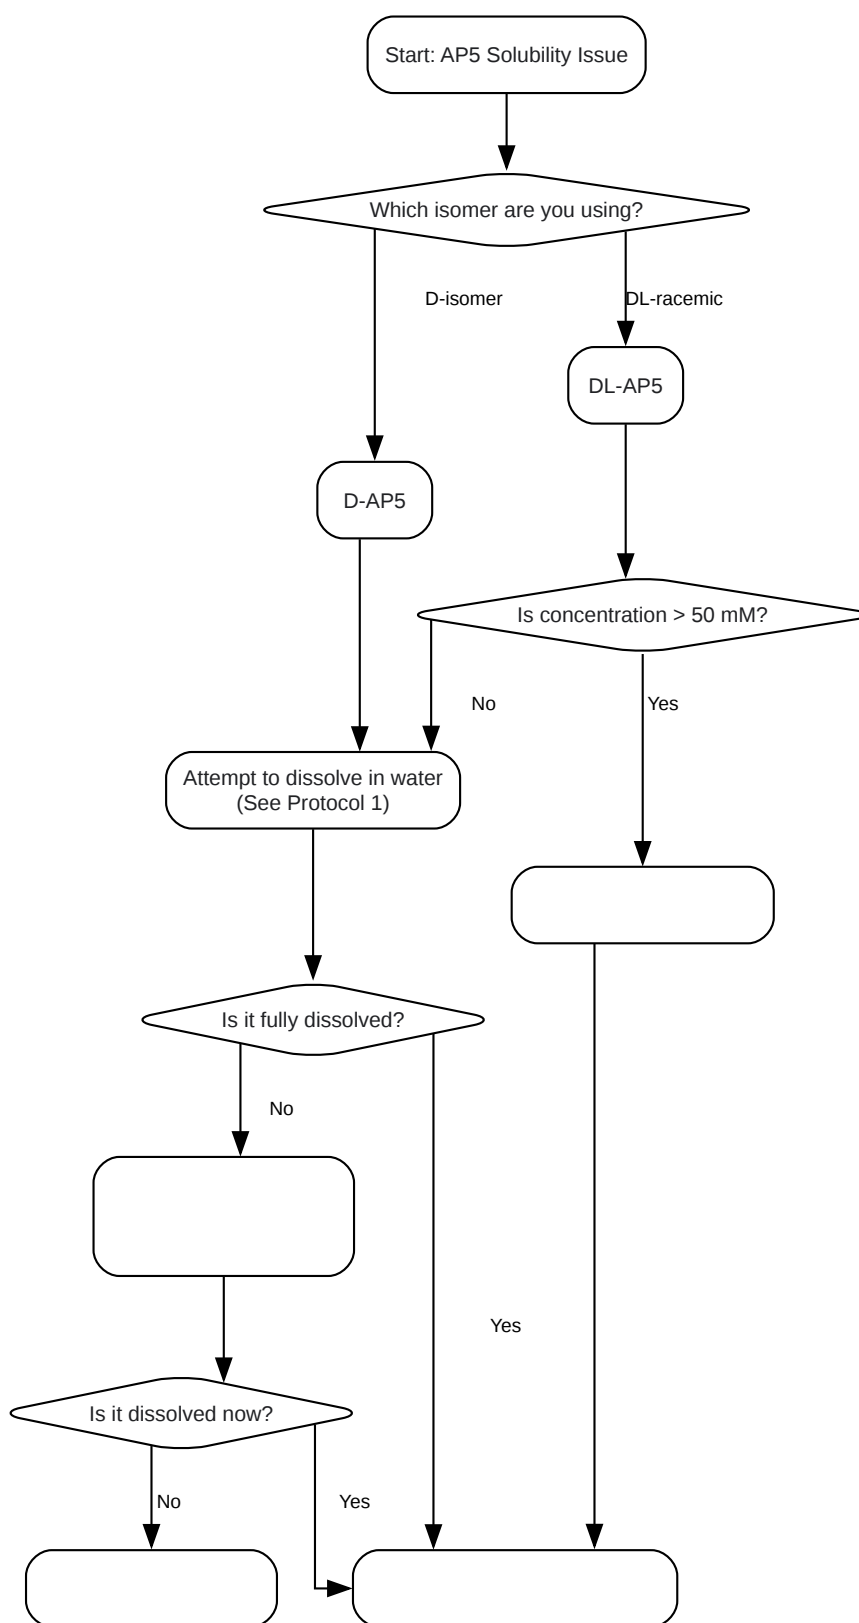 Start: AP5 Solubility Issue
Which isomer are you using?
D-isomer
DL-racemic
DL-AP5
D-AP5
Is concentration > 50 mM?
No
Yes
Attempt to dissolve in water
(See Protocol 1)
Is it fully dissolved?
No
Yes
Is it dissolved now?
No
Yes